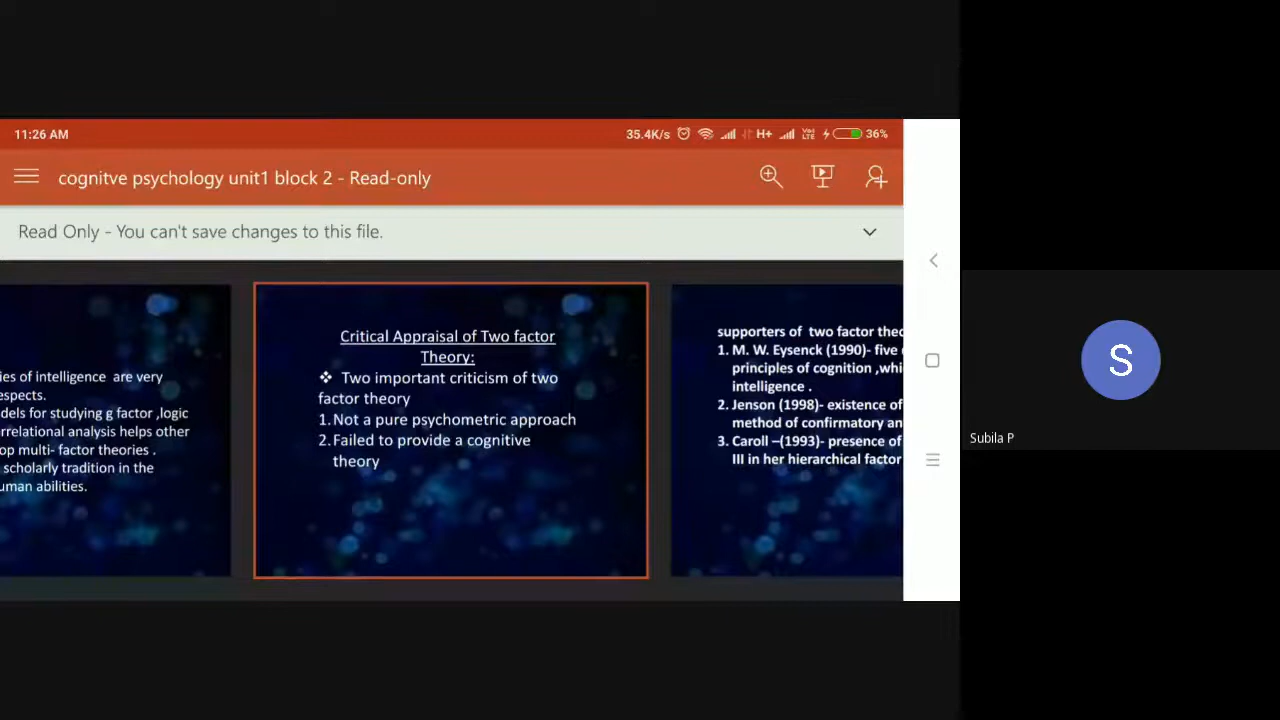 11:26 AM
35.4K/s
H+
Vo)
LTE
36%
cognitve psychology unit1 block 2 - Read-only
Read Only - You can't save changes to this file.
ies of intelligence are very
espects.
dels for studying g factor ,logic
rrelational analysis helps other
op multi- factor theories .
scholarly tradition in the
uman abilities.
Critical Appraisal of Two factor
Theory:
❖ Two important criticism of two
factor theory
1. Not a pure psychometric approach
2. Failed to provide a cognitive
theory
supporters of two factor theo
1. M. W. Eysenck (1990)- five
principles of cognition ,whi
intelligence .
2. Jenson (1998)- existence of
method of confirmatory an
3. Caroll –(1993)- presence of
III in her hierarchical factor
S
Subila P